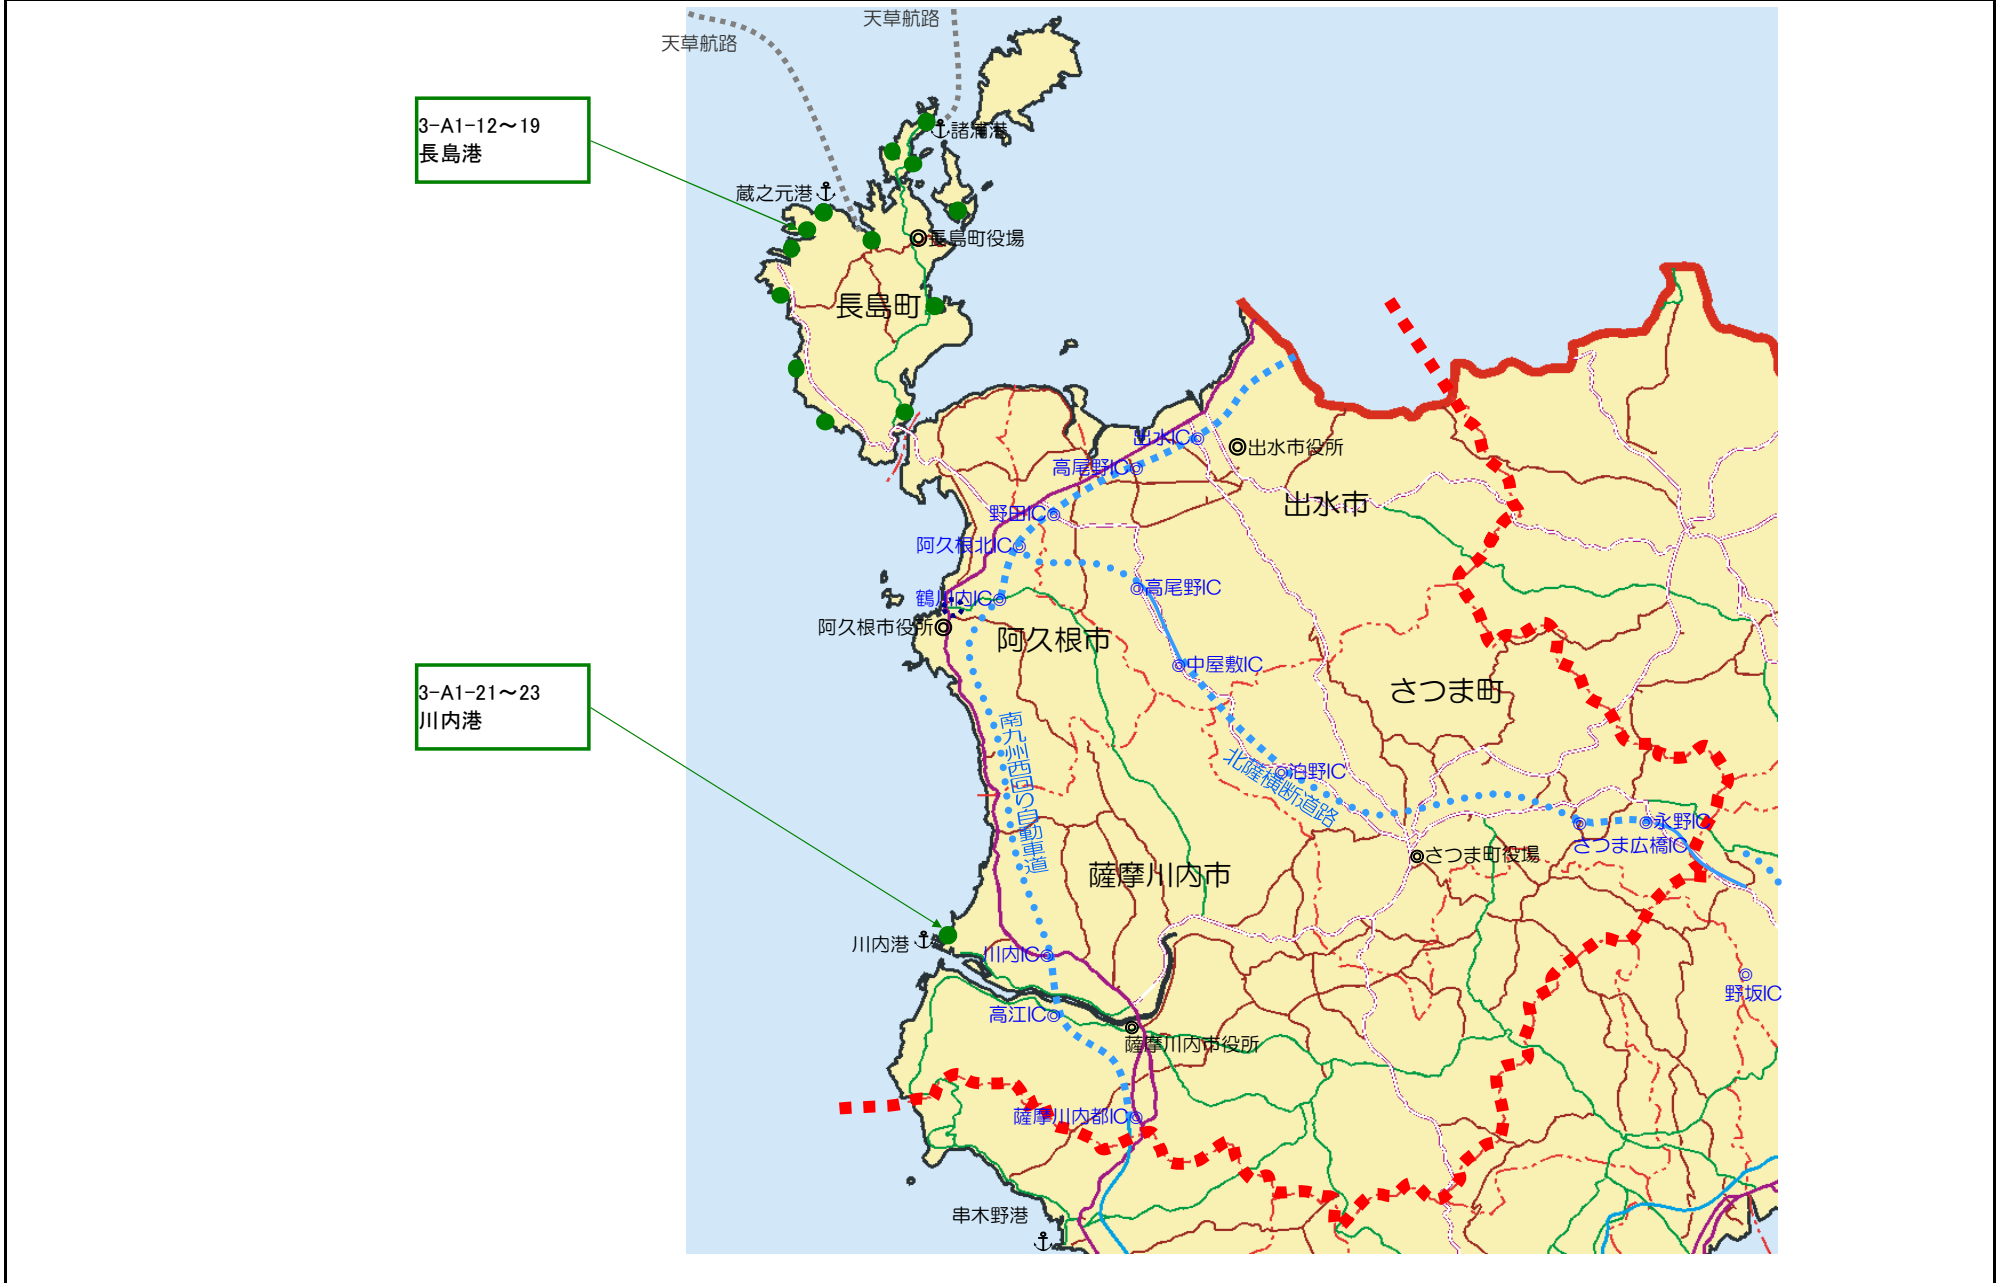 天草航路
天草航路
3-A1-12～19
長島港
諸浦港
蔵之元港
長島町役場
長島町
出水IC
出水市役所
高尾野IC
出水市
野田IC
阿久根北IC
高尾野IC
鶴川内IC
阿久根市役所
阿久根市
中屋敷IC
3-A1-21～23
川内港
さつま町
南九州西回り自動車道
北薩横断道路
泊野IC
永野IC
さつま広橋IC
さつま町役場
薩摩川内市
川内港
川内IC
野坂IC
高江IC
薩摩川内市役所
薩摩川内都IC
串木野港